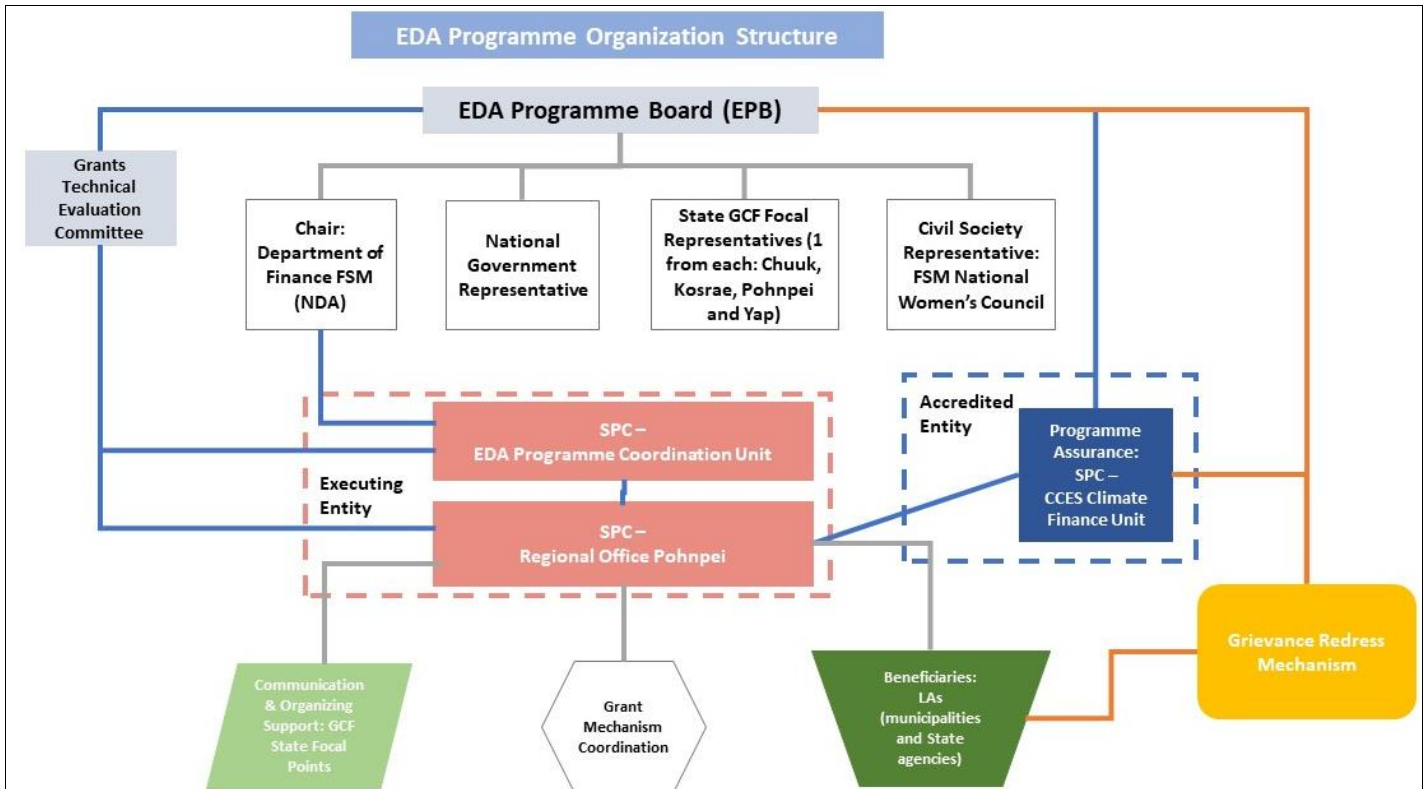 EDA Programme Organization Structure
EDA Programme Board (EPB)
Grants
Technical
Evaluation
Committee
Chair:
Department of
Finance FSM
(NDA)
National
Government
Representative
State GCF Focal
Representatives (1
from each: Chuuk,
Kosrae, Pohnpei
and Yap)
Civil Society
Representative:
FSM National
Women's Council
Executing
Entity
SPC –
EDA Programme Coordination Unit
SPC –
Regional Office Pohnpei
Accredited
Entity
Programme
Assurance:
SPC –
CCES Climate
Finance Unit
Communication
& Organizing
Support: GCF
State Focal
Points
Grant
Mechanism
Coordination
Beneficiaries:
LAs
(municipalities
and State
agencies)
Grievance Redress
Mechanism